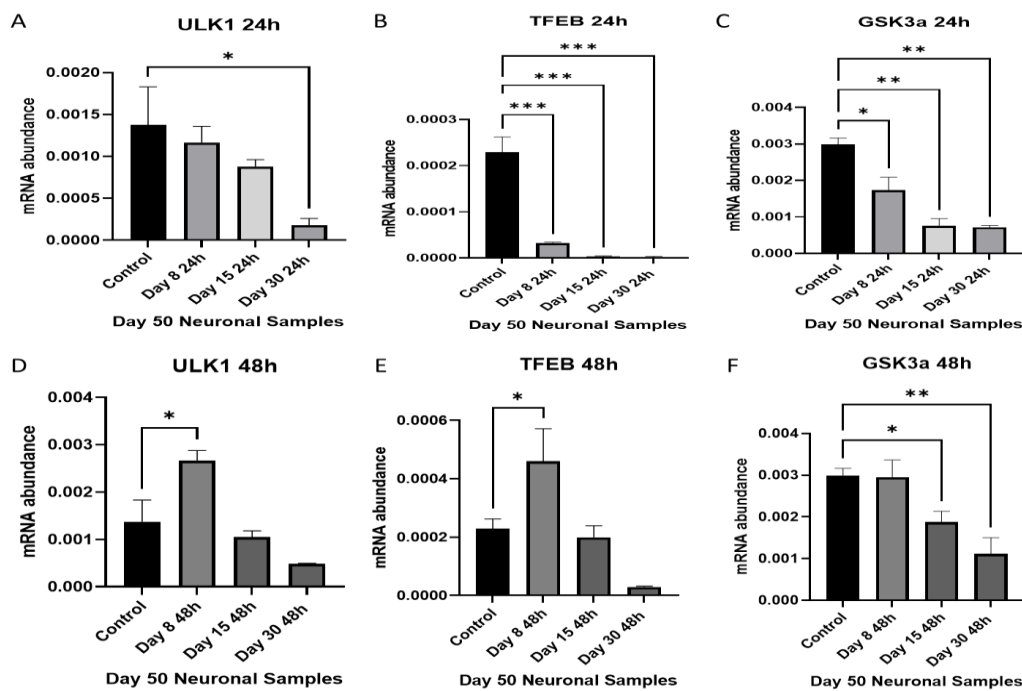 A
ULK1 24h
*
0.0020
0.0015
0.0010
0.0005
0.0000
mRNA abundance
Control
Day 8 24h
Day 15 24h
Day 30 24h
Day 50 Neuronal Samples
B
TFEB 24h
***
***
***
0.0003
0.0002
0.0001
0.0000
mRNA abundance
Control
Day 8 24h
Day 15 24h
Day 30 24h
Day 50 Neuronal Samples
C
GSK3a 24h
**
**
*
0.004
0.003
0.002
0.001
0.000
mRNA abundance
Control
Day 8 24h
Day 15 24h
Day 30 24h
Day 50 Neuronal Samples
D
ULK1 48h
*
0.004
0.003
0.002
0.001
0.000
mRNA abundance
Control
Day 8 48h
Day 15 48h
Day 30 48h
Day 50 Neuronal Samples
E
TFEB 48h
*
0.0006
0.0004
0.0002
0.0000
mRNA abundance
Control
Day 8 48h
Day 15 48h
Day 30 48h
Day 50 Neuronal Samples
F
GSK3a 48h
**
*
0.004
0.003
0.002
0.001
0.000
mRNA abundance
Control
Day 8 48h
Day 15 48h
Day 30 48h
Day 50 Neuronal Samples